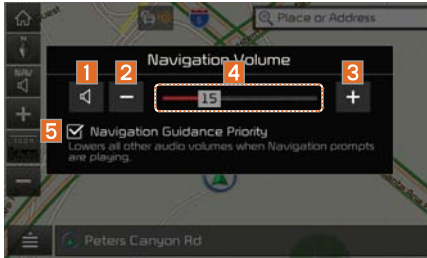 Place or Address
N
NAV
Navigation Volume
1
2
4
3
15
5
Navigation Guidance Priority
Lowers all other audio volumes when Navigation prompts
are playing.
Peters Canyon Rd